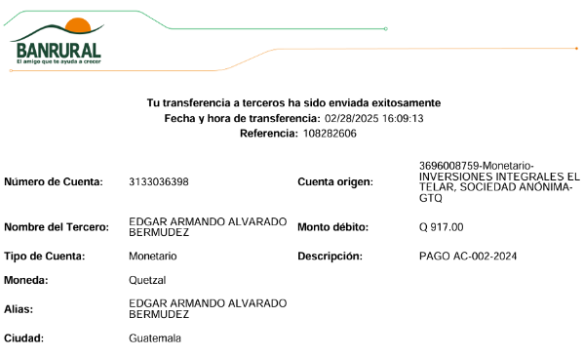 BANRURAL
El amigo que te ayuda a crecer
Tu transferencia a terceros ha sido enviada exitosamente
Fecha y hora de transferencia: 02/28/2025 16:09:13
Referencia: 108282606
Número de Cuenta: 3133036398
Cuenta origen: 3696008759-Monetario-
INVERSIONES INTEGRALES EL
TELAR, SOCIEDAD ANÓNIMA-
GTQ
Nombre del Tercero: EDGAR ARMANDO ALVARADO
BERMUDEZ
Monto débito: Q 917.00
Tipo de Cuenta: Monetario
Descripción: PAGO AC-002-2024
Moneda: Quetzal
Alias: EDGAR ARMANDO ALVARADO
BERMUDEZ
Ciudad: Guatemala